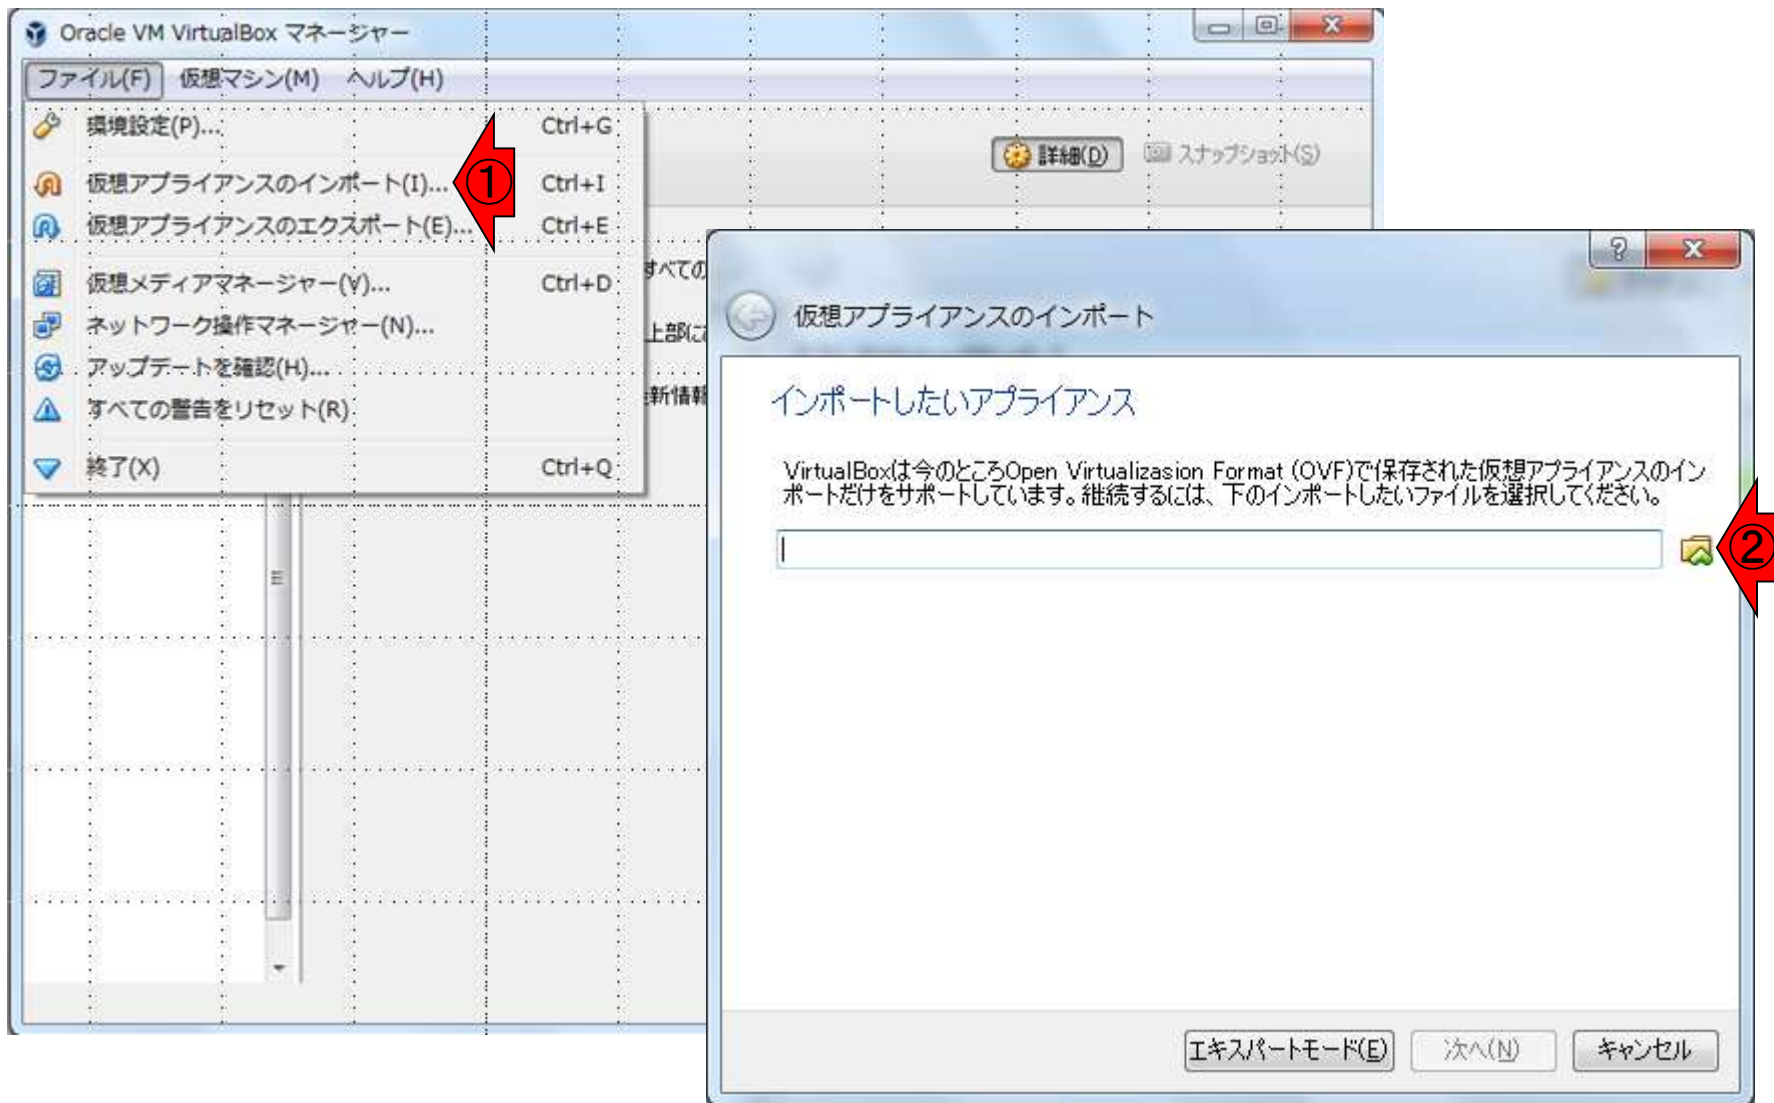 Oracle VM VirtualBox マネージャー
ファイル(F) 仮想マシン(M) ヘルプ(H)
環境設定(P)... Ctrl+G
仮想アプライアンスのインポート(I)... Ctrl+I
①
仮想アプライアンスのエクスポート(E)... Ctrl+E
仮想メディアマネージャー(V)... Ctrl+D
ネットワーク操作マネージャー(N)...
アップデートを確認(H)...
すべての警告をリセット(R)
終了(X) Ctrl+Q
詳細(D) スナップショット(S)
すべての
上部に
新情報
仮想アプライアンスのインポート
インポートしたいアプライアンス
VirtualBoxは今のところOpen Virtualizasion Format (OVF)で保存された仮想アプライアンスのイン
ポートだけをサポートしています。継続するには、下のインポートしたいファイルを選択してください。
②
エキスパートモード(E) 次へ(N) キャンセル